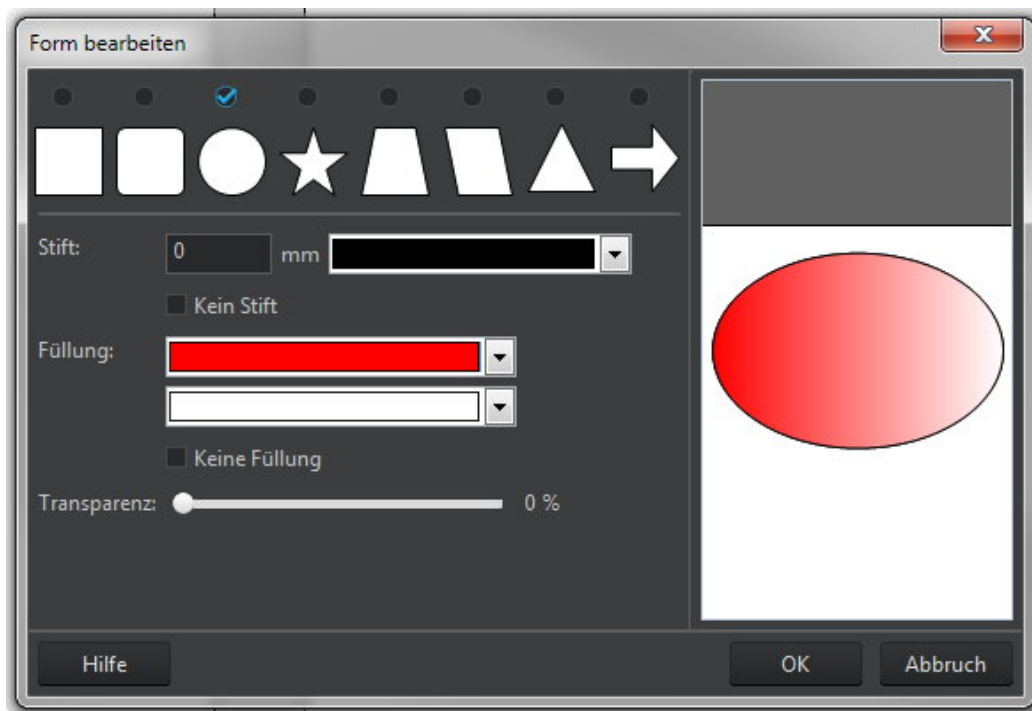 Form bearbeiten
Stift: 0 mm
Kein Stift
Füllung:
Keine Füllung
Transparenz: 0 %
Hilfe OK Abbruch